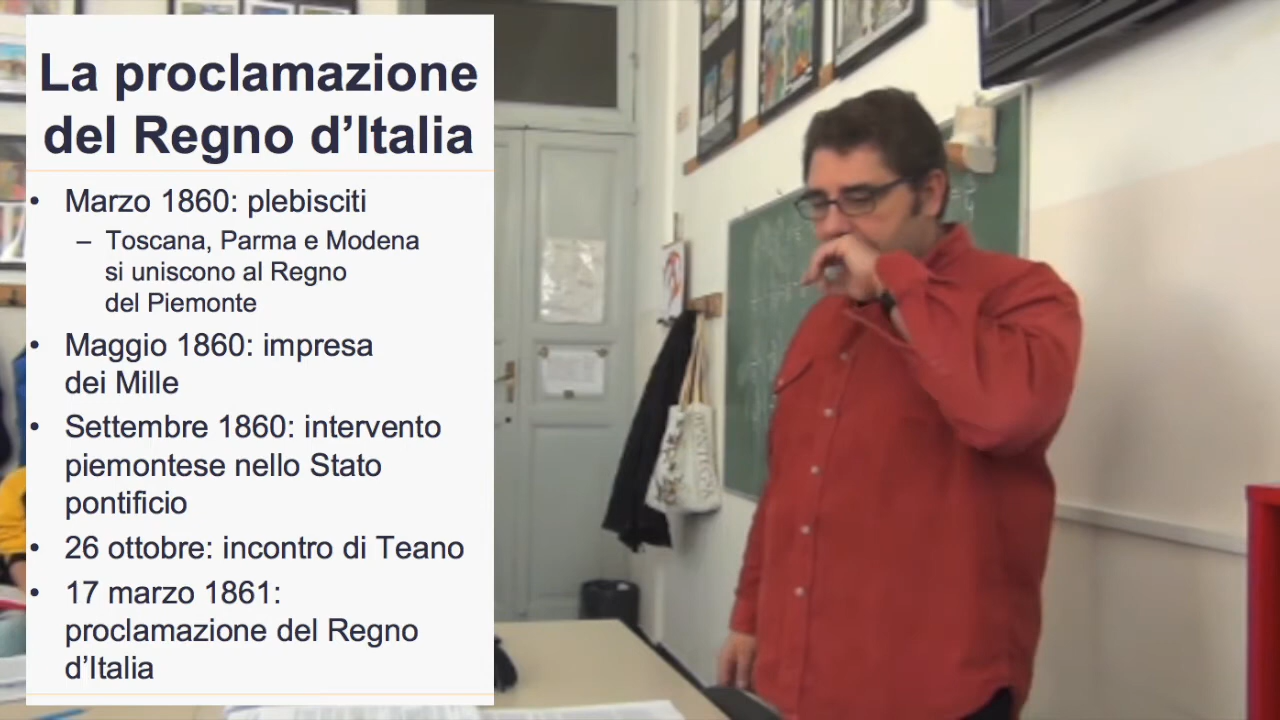 La proclamazione
del Regno d’Italia
• Marzo 1860: plebisciti
– Toscana, Parma e Modena
si uniscono al Regno
del Piemonte
• Maggio 1860: impresa
dei Mille
• Settembre 1860: intervento
piemontese nello Stato
pontificio
• 26 ottobre: incontro di Teano
• 17 marzo 1861:
proclamazione del Regno
d’Italia